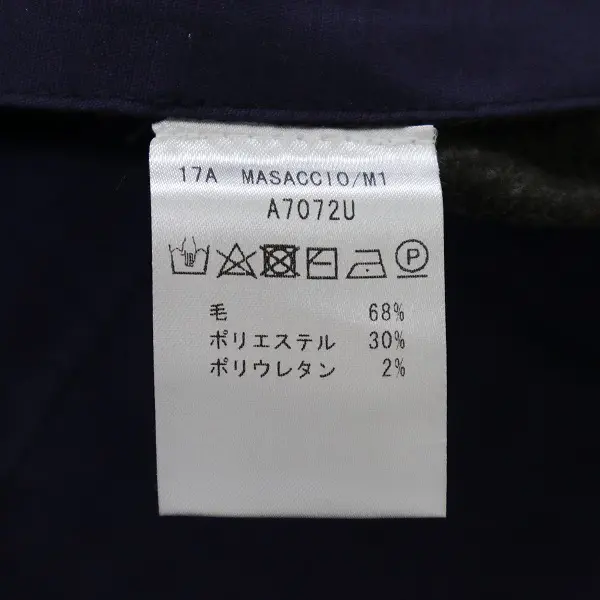 17A MASACCIO/M1
A7072U
P
毛 68%
ポリエステル 30%
ポリウレタン 2%